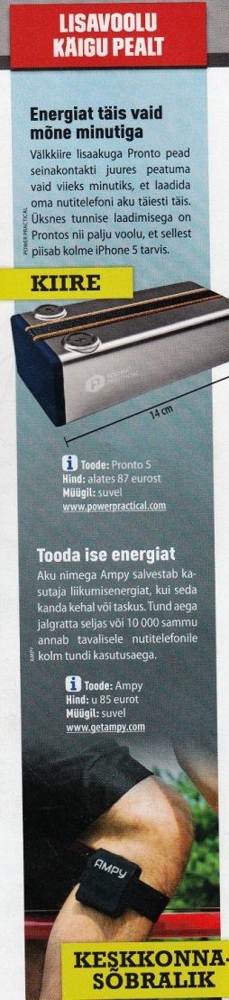 LISAVOOLU
KÄIGU PEALT
Energiat täis vaid
mõne minutiga
Välkkiire lisaakuga Pronto pead
seinakontakti juures peatuma
vaid viieks minutiks, et laadida
oma nutitelefoni aku täiesti täis.
Üksnes tunnise laadimisega on
Prontos nii palju voolu, et sellest
piisab kolme iPhone 5 tarvis.
POWER PRACTICAL
KIIRE
POWER
PRACTICAL
14 cm
i Toode: Pronto 5
Hind: alates 87 eurost
Müügil: suvel
www.powerpractical.com
Tooda ise energiat
Aku nimega Ampy salvestab ka-
sutaja liikumisenergiat, kui seda
kanda kehal või taskus. Tund aega
jalgratta seljas või 10 000 sammu
annab tavalisele nutitelefonile
kolm tundi kasutusaega.
AMPY
i Toode: Ampy
Hind: u 85 eurot
Müügil: suvel
www.getampy.com
AMPY
KESKKONNA-
SÕBRALIK